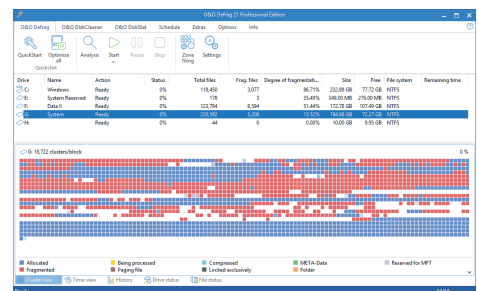 O&O Defrag 21 Professional Edition
O&O Defrag O&O DiskCleaner O&O DiskStat Schedule Extras Options Info
QuickStart Optimize all Analysis Start Pause Stop Zone filing Settings
Quickstart
Drive Name Action Status Total files Frag. files Degree of fragmentati... Size Free File system Remaining time
C: Windows Ready 0% 118,450 3,077 86.71% 232.88 GB 77.72 GB NTFS
E: System Reserved Ready 0% 178 3 35.49% 349.00 MB 276.00 MB NTFS
F: Data II Ready 0% 123,764 8,594 51.44% 172.78 GB 107.49 GB NTFS
G: System Ready 0% 220,592 3,206 13.52% 194.96 GB 72.27 GB NTFS
H: Ready 0% 44 0 0.00% 10.00 GB 9.95 GB NTFS
G: 18,722 clusters/block 0 %
Allocated Being processed Compressed META-Data Reserved for MFT
Fragmented Paging file Locked exclusively Folder
ClusterView Time view History Drive status File status